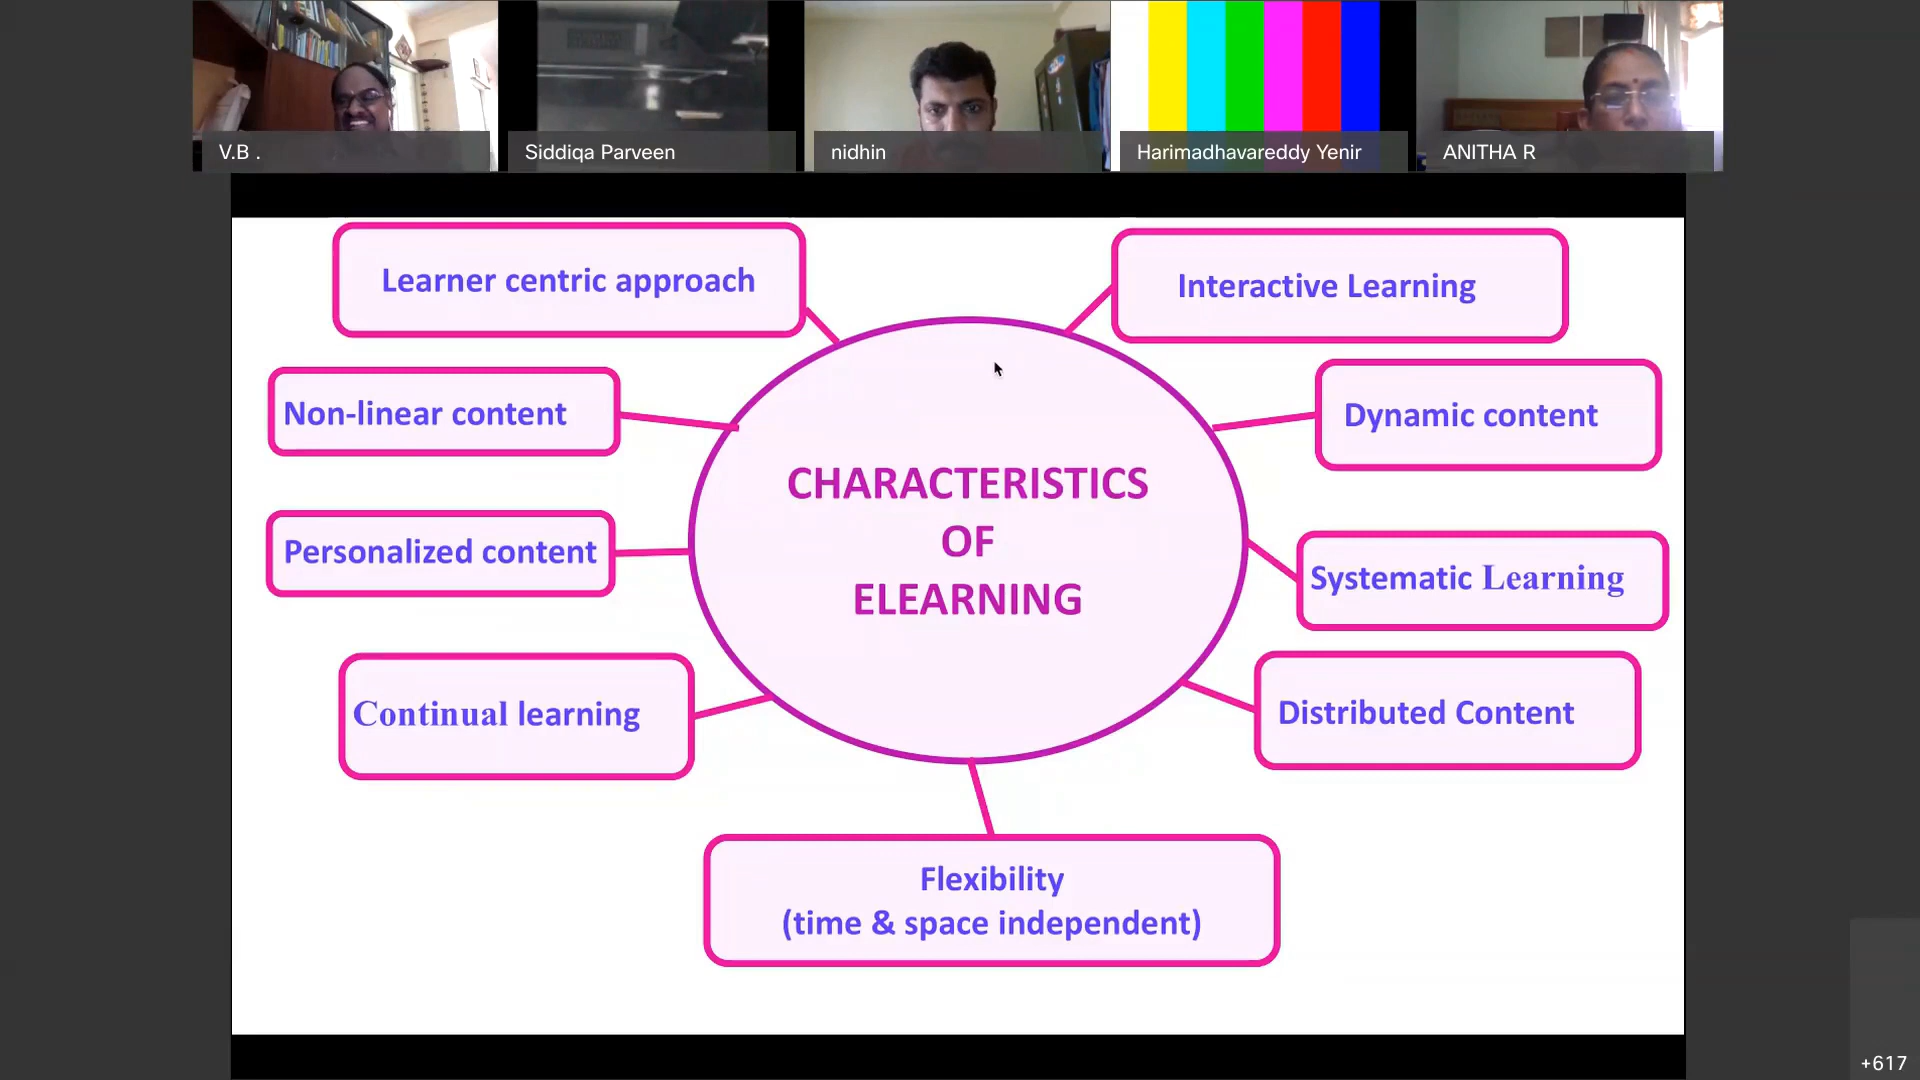 V.B .
Siddiqa Parveen
nidhin
Harimadhavareddy Yenir
ANITHA R
Learner centric approach
Interactive Learning
Non-linear content
Dynamic content
CHARACTERISTICS
OF
ELEARNING
Personalized content
Systematic Learning
Continual learning
Distributed Content
Flexibility
(time & space independent)
+617